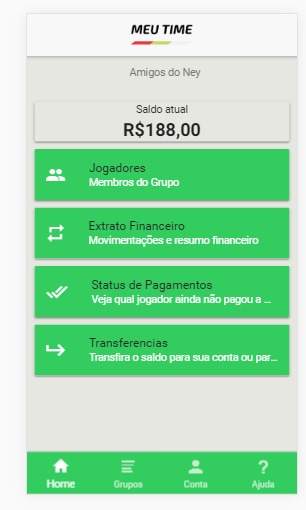 MEU TIME
Amigos do Ney
Saldo atual
R$188,00
Jogadores
Membros do Grupo
Extrato Financeiro
Movimentações e resumo financeiro
Status de Pagamentos
Veja qual jogador ainda não pagou a ...
Transferencias
Transfira o saldo para sua conta ou par...
Home Grupos Conta Ajuda